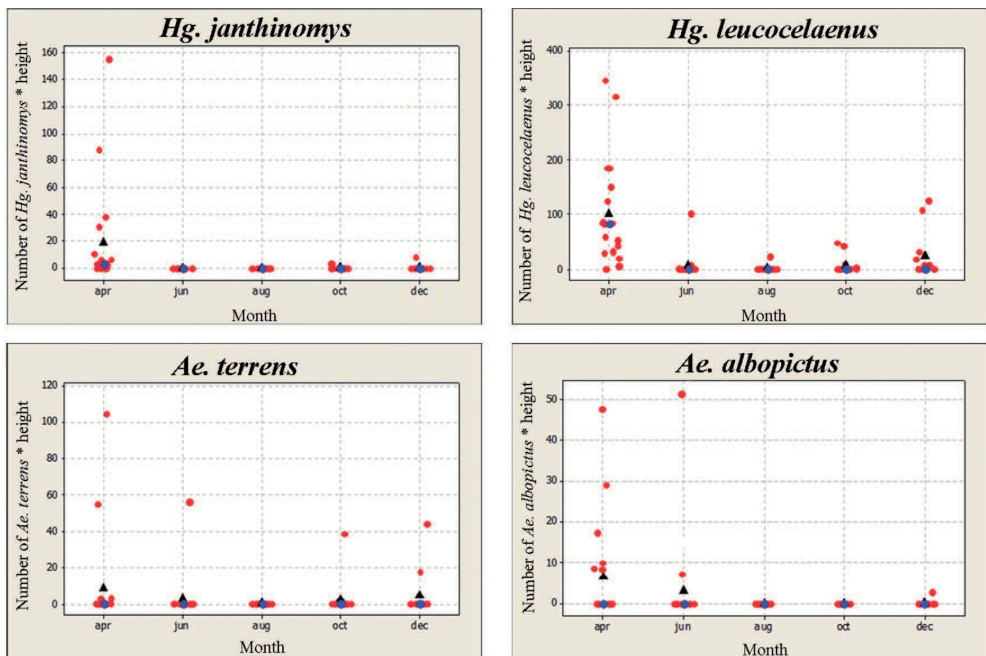 Hg. janthinomys
Number of Hg. janthinomys * height
160
140
120
100
80
60
40
20
0
apr jun aug oct dec
Month
Hg. leucocelaenus
Number of Hg. leucocelaenus * height
400
300
200
100
0
apr jun aug oct dec
Month
Ae. terrens
Number of Ae. terrens * height
120
100
80
60
40
20
0
apr jun aug oct dec
Month
Ae. albopictus
Number of Ae. albopictus * height
50
40
30
20
10
0
apr jun aug oct dec
Month